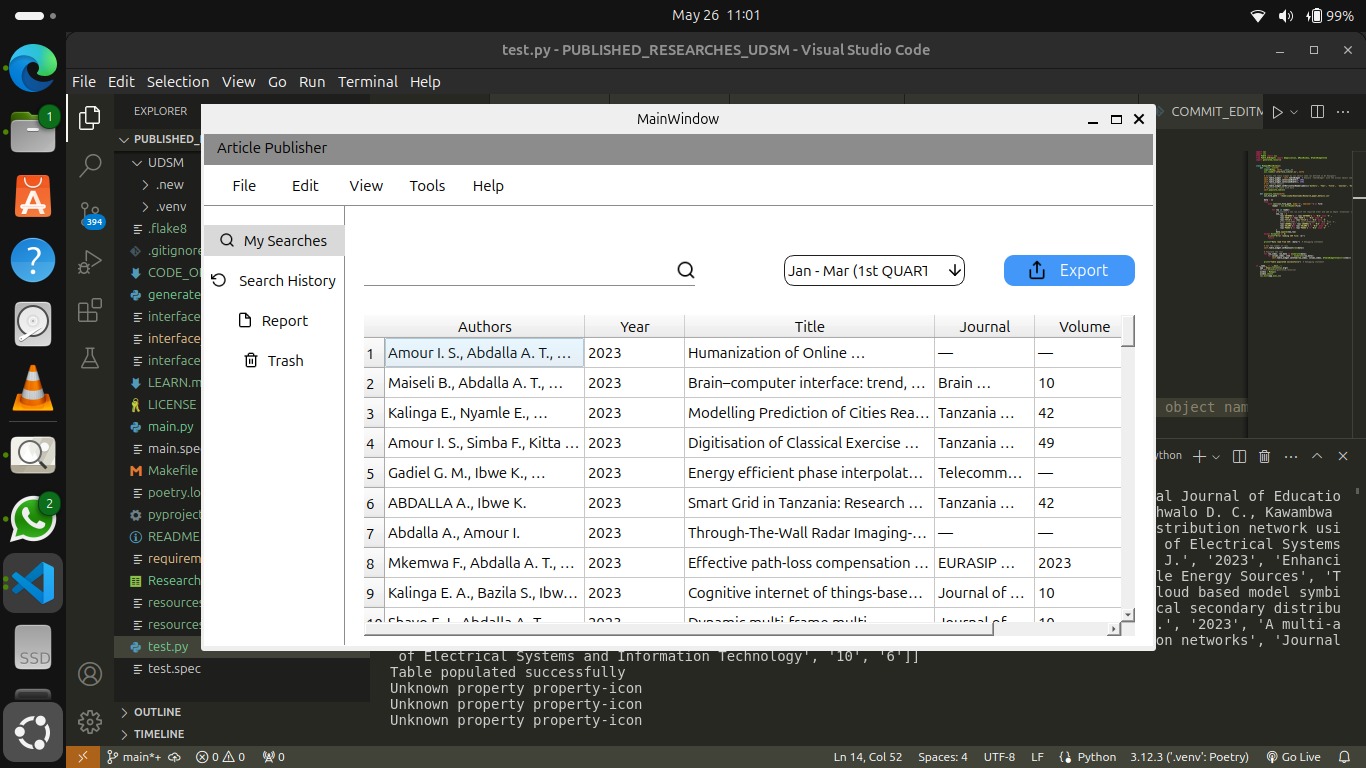 May 26 11:01
99%
test.py - PUBLISHED_RESEARCHES_UDSM - Visual Studio Code
File Edit Selection View Go Run Terminal Help
EXPLORER
COMMIT_EDITM
PUBLISHED_
UDSM
.new
.venv
.flake8
.gitignore
CODE_O
generate
interface
interface
interface
LEARN.m
LICENSE
main.py
main.spe
Makefile
poetry.lo
pyproject
README
requirem
Research
resources
resources
test.py
test.spec
OUTLINE
TIMELINE
1
2
394
SSD
MainWindow
Article Publisher
File Edit View Tools Help
My Searches
Search History
Report
Trash
Jan - Mar (1st QUART
Export
Authors Year Title Journal Volume
1 Amour I. S., Abdalla A. T., … 2023 Humanization of Online … — —
2 Maiseli B., Abdalla A. T., … 2023 Brain–computer interface: trend, … Brain … 10
3 Kalinga E., Nyamle E., … 2023 Modelling Prediction of Cities Rea… Tanzania … 42
4 Amour I. S., Simba F., Kitta … 2023 Digitisation of Classical Exercise … Tanzania … 49
5 Gadiel G. M., Ibwe K., … 2023 Energy efficient phase interpolat… Telecomm… —
6 ABDALLA A., Ibwe K. 2023 Smart Grid in Tanzania: Research … Tanzania … 42
7 Abdalla A., Amour I. 2023 Through-The-Wall Radar Imaging-… — —
8 Mkemwa F., Abdalla A. T., … 2023 Effective path-loss compensation … EURASIP … 2023
9 Kalinga E. A., Bazila S., Ibw… 2023 Cognitive internet of things-base… Journal of … 10
object nam
ython
al Journal of Educatio
hwalo D. C., Kawambwa
stribution network usi
of Electrical Systems
J.', '2023', 'Enhanci
le Energy Sources', 'T
loud based model symbi
cal secondary distribu
.', '2023', 'A multi-a
on networks', 'Journal
of Electrical Systems and Information Technology', '10', '6']]
Table populated successfully
Unknown property property-icon
Unknown property property-icon
Unknown property property-icon
main*+ 0 0 0 Ln 14, Col 52 Spaces: 4 UTF-8 LF Python 3.12.3 ('.venv': Poetry) Go Live